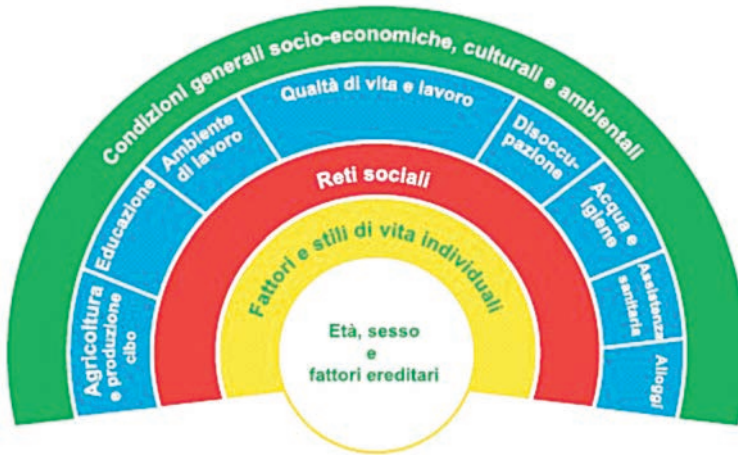 Condizioni generali socio-economiche, culturali e ambientali
Agricoltura
e produzione
cibo
Educazione
Ambiente
di lavoro
Qualtà di vita e lavoro
Disoccu-
pazione
Acqua e
igiene
Assistenza
sanitaria
Alloggi
Reti sociali
Fattori e stili di vita individuali
Età, sesso
e
fattori ereditari